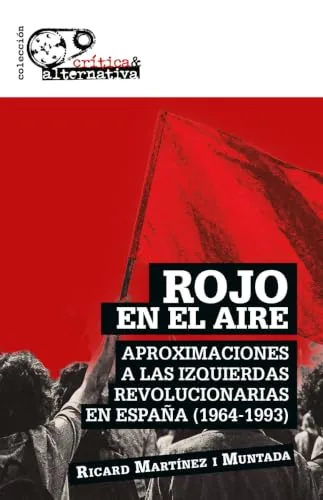 colección
crítica&
alternativa
ROJO
EN EL AIRE
APROXIMACIONES
A LAS IZQUIERDAS
REVOLUCIONARIAS
EN ESPAÑA (1964-1993)
RICARD MARTÍNEZ I MUNTADA